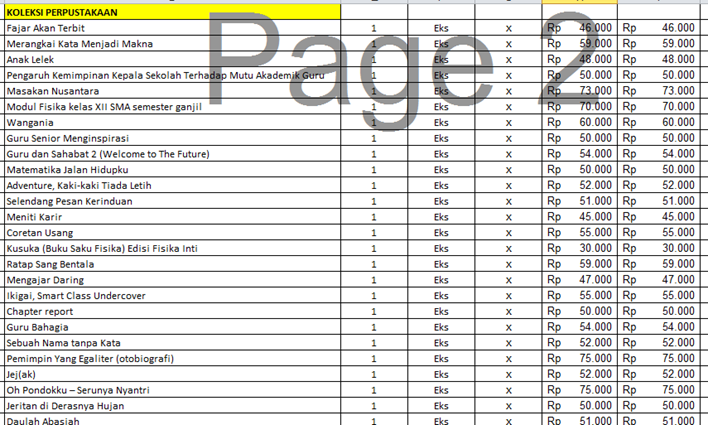 KOLEKSI PERPUSTAKAAN
Page 2
Fajar Akan Terbit 1 Eks x Rp 46.000 Rp 46.000
Merangkai Kata Menjadi Makna 1 Eks x Rp 59.000 Rp 59.000
Anak Lelek 1 Eks x Rp 48.000 Rp 48.000
Pengaruh Kemimpinan Kepala Sekolah Terhadap Mutu Akademik Guru 1 Eks x Rp 50.000 Rp 50.000
Masakan Nusantara 1 Eks x Rp 73.000 Rp 73.000
Modul Fisika kelas XII SMA semester ganjil 1 Eks x Rp 70.000 Rp 70.000
Wangania 1 Eks x Rp 60.000 Rp 60.000
Guru Senior Menginspirasi 1 Eks x Rp 50.000 Rp 50.000
Guru dan Sahabat 2 (Welcome to The Future) 1 Eks x Rp 54.000 Rp 54.000
Matematika Jalan Hidupku 1 Eks x Rp 50.000 Rp 50.000
Adventure, Kaki-kaki Tiada Letih 1 Eks x Rp 52.000 Rp 52.000
Selendang Pesan Kerinduan 1 Eks x Rp 51.000 Rp 51.000
Meniti Karir 1 Eks x Rp 45.000 Rp 45.000
Coretan Usang 1 Eks x Rp 55.000 Rp 55.000
Kusuka (Buku Saku Fisika) Edisi Fisika Inti 1 Eks x Rp 30.000 Rp 30.000
Ratap Sang Bentala 1 Eks x Rp 59.000 Rp 59.000
Mengajar Daring 1 Eks x Rp 47.000 Rp 47.000
Ikigai, Smart Class Undercover 1 Eks x Rp 55.000 Rp 55.000
Chapter report 1 Eks x Rp 50.000 Rp 50.000
Guru Bahagia 1 Eks x Rp 54.000 Rp 54.000
Sebuah Nama tanpa Kata 1 Eks x Rp 52.000 Rp 52.000
Pemimpin Yang Egaliter (otobiografi) 1 Eks x Rp 75.000 Rp 75.000
Jej(ak) 1 Eks x Rp 52.000 Rp 52.000
Oh Pondokku – Serunya Nyantri 1 Eks x Rp 75.000 Rp 75.000
Jeritan di Derasnya Hujan 1 Eks x Rp 50.000 Rp 50.000
Daulah Abasiah 1 Eks x Rp 51.000 Rp 51.000